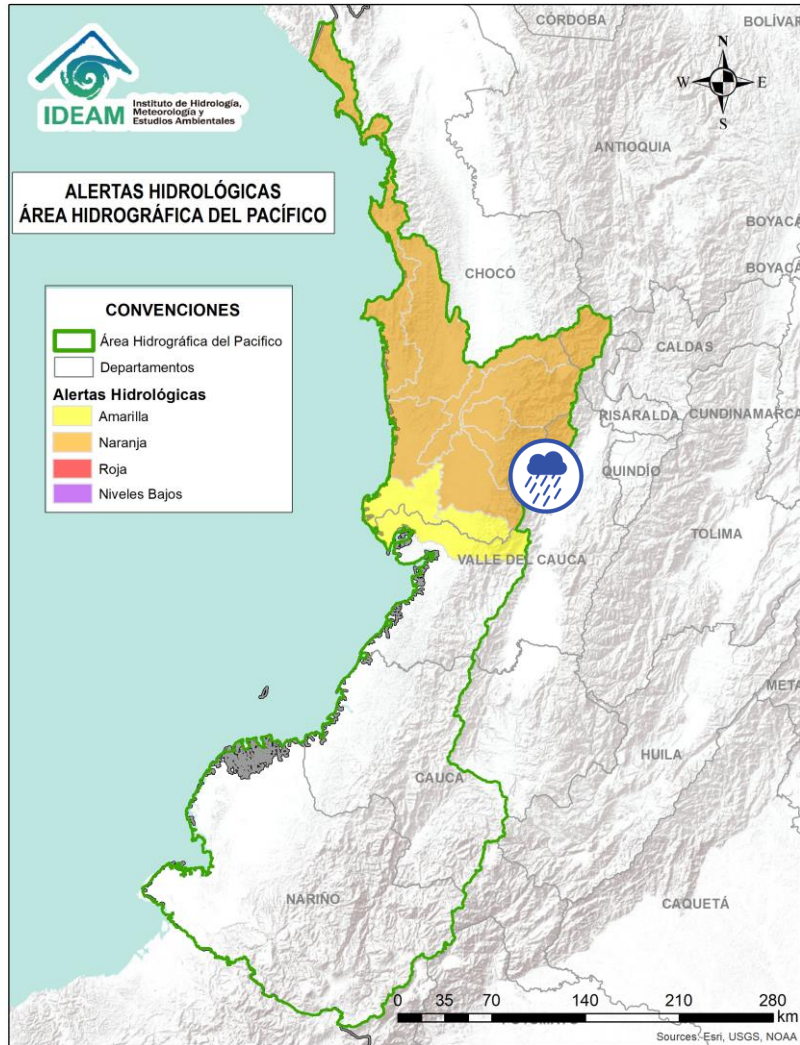 CÓRDOBA
BOLÍVAR
N
W E
S
IDEAM
Instituto de Hidrología,
Meteorología y
Estudios Ambientales
ANTIOQUIA
ALERTAS HIDROLÓGICAS
ÁREA HIDROGRÁFICA DEL PACÍFICO
BOYACÁ
BOYACÁ
CHOCÓ
CONVENCIONES
Área Hidrográfica del Pacifico
Departamentos
Alertas Hidrológicas
Amarilla
Naranja
Roja
Niveles Bajos
CALDAS
RISARALDA
CUNDINAMARCA
QUINDÍO
TOLIMA
VALLE DEL CAUCA
META
HUILA
CAUCA
NARIÑO
CAQUETÁ
0 35 70 140 210 280
km
Sources: Esri, USGS, NOAA